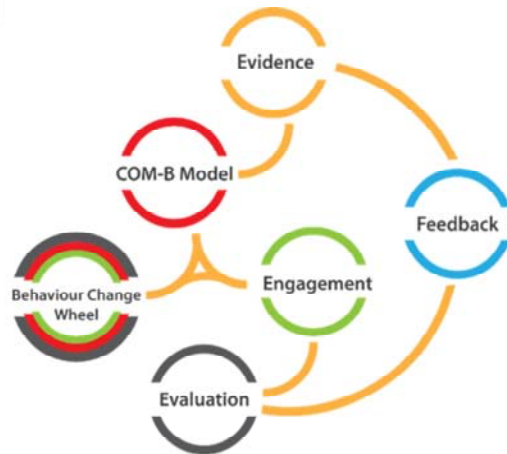 Evidence
COM-B Model
Feedback
Behaviour Change
Wheel
Engagement
Evaluation